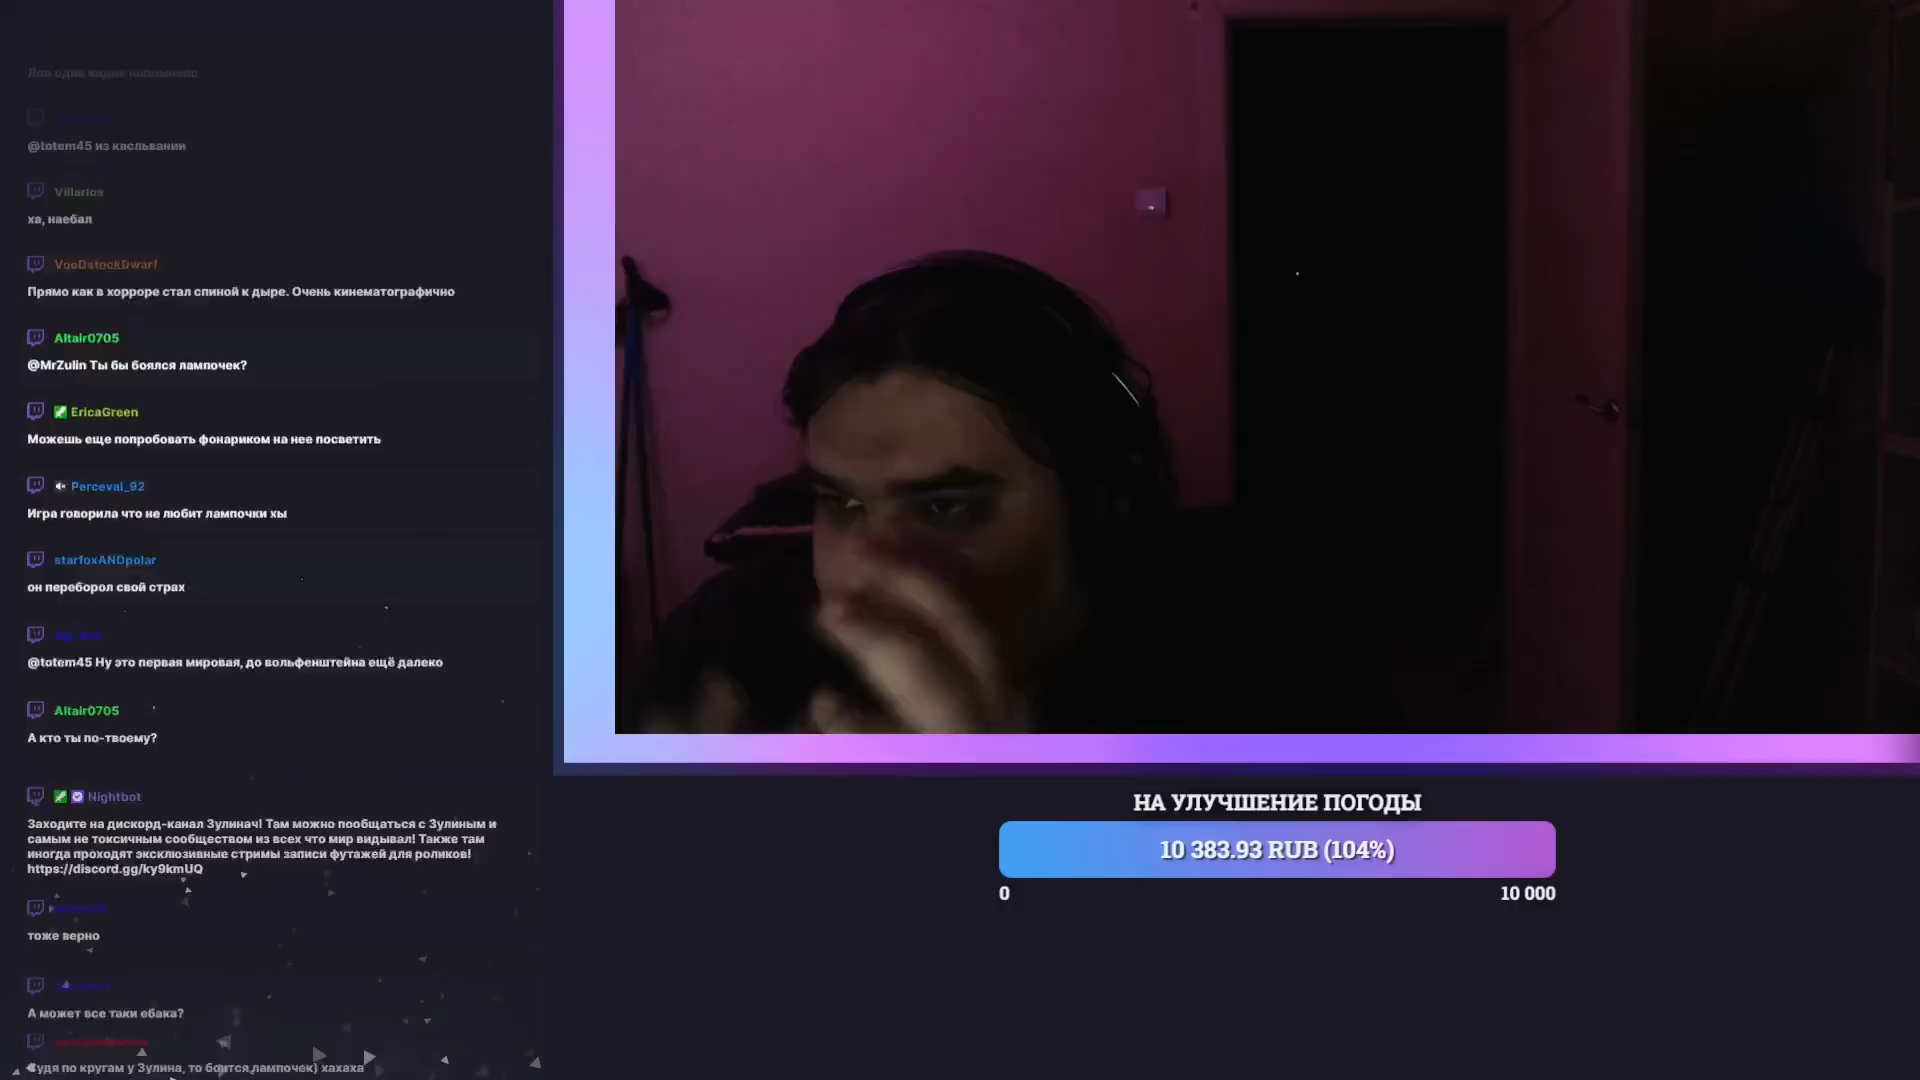 @totem45 из касльвании
Villarios
ха, наебал
VooDstockDwarf
Прямо как в хорроре стал спиной к дыре. Очень кинематографично
Altair0705
@MrZulin Ты бы боялся лампочек?
EricaGreen
Можешь еще попробовать фонариком на нее посветить
Perceval_92
Игра говорила что не любит лампочки хы
starfoxANDpolar
он переборол свой страх
@totem45 Ну это первая мировая, до вольфенштейна ещё далеко
Altair0705
А кто ты по-твоему?
Nightbot
Заходите на дискорд-канал Зулинач! Там можно пообщаться с Зулиным и
самым не токсичным сообществом из всех что мир видывал! Также там
иногда проходят эксклюзивные стримы записи футажей для роликов!
https://discord.gg/ky9kmUQ
тоже верно
А может все таки ебака?
Судя по кругам у Зулина, то боится лампочек) хахаха
НА УЛУЧШЕНИЕ ПОГОДЫ
10 383.93 RUB (104%)
0
10 000